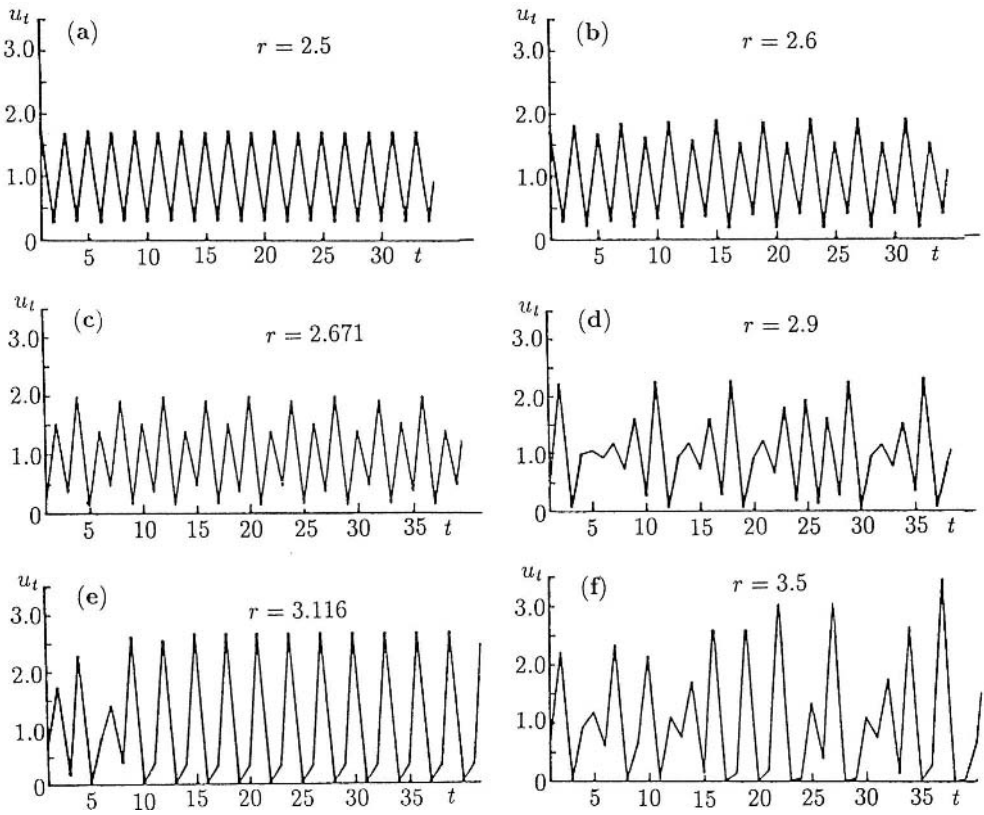 u_t (a) r = 2.5
3.0
2.0
1.0
0
5 10 15 20 25 30 t
u_t (b) r = 2.6
3.0
2.0
1.0
0
5 10 15 20 25 30 t
u_t (c) r = 2.671
3.0
2.0
1.0
0
5 10 15 20 25 30 35 t
u_t (d) r = 2.9
3.0
2.0
1.0
0
5 10 15 20 25 30 35 t
u_t (e) r = 3.116
3.0
2.0
1.0
0
5 10 15 20 25 30 35 t
u_t (f) r = 3.5
3.0
2.0
1.0
0
5 10 15 20 25 30 35 t